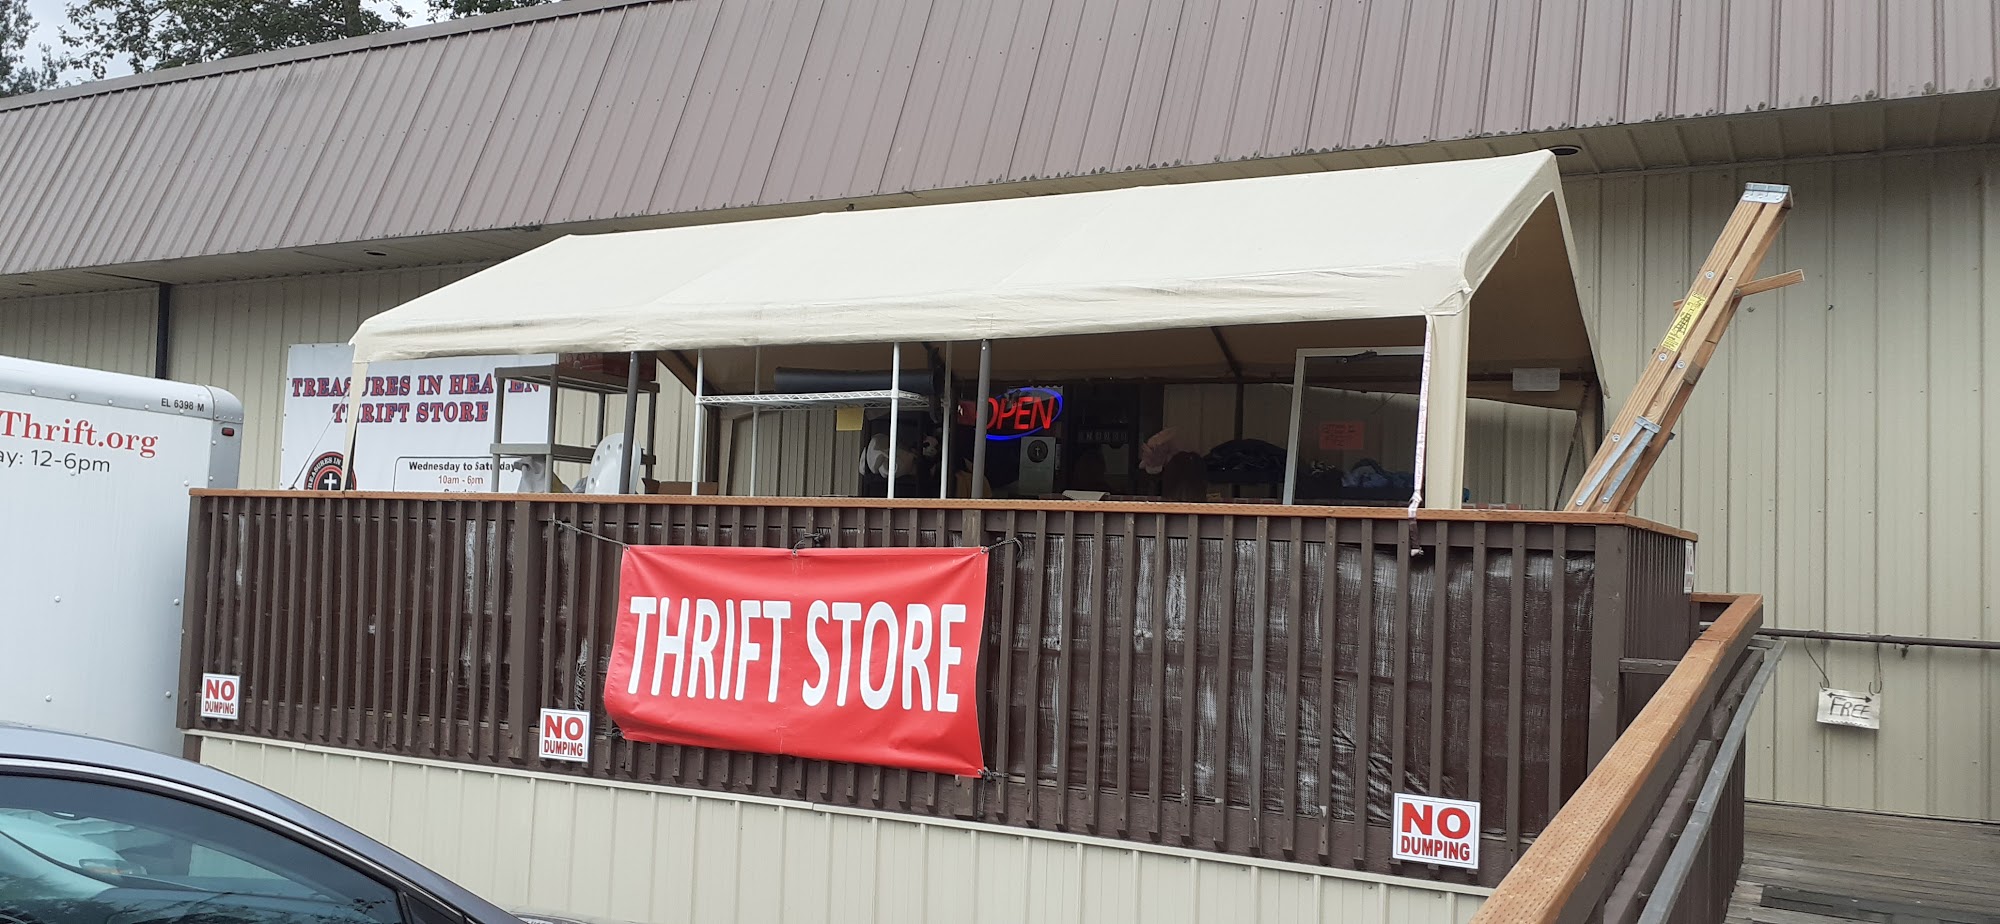 EL 6398 M
Thrift.org
ay: 12-6pm
TREASURES IN HEAVEN
THRIFT STORE
Wednesday to Saturday
10am - 6pm
OPEN
THRIFT STORE
NO
DUMPING
NO
DUMPING
NO
DUMPING
FREE